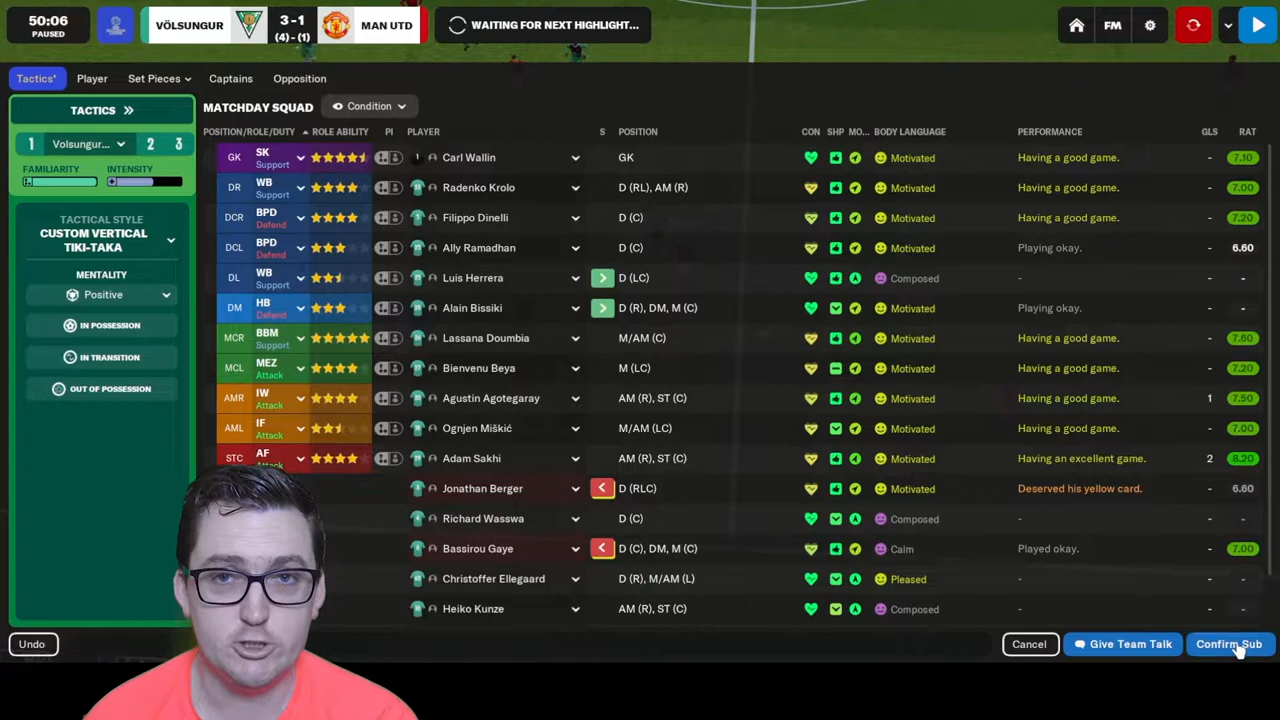 50:06
PAUSED
VÖLSUNGUR
3-1
(4) - (1)
MAN UTD
WAITING FOR NEXT HIGHLIGHT...
FM
Tactics*
Player
Set Pieces
Captains
Opposition
TACTICS
1 Volsungur... 2 3
FAMILIARITY INTENSITY
TACTICAL STYLE
CUSTOM VERTICAL
TIKI-TAKA
MENTALITY
Positive
IN POSSESSION
IN TRANSITION
OUT OF POSSESSION
MATCHDAY SQUAD Condition
POSITION/ROLE/DUTY ROLE ABILITY PI PLAYER S POSITION CON SHP MO... BODY LANGUAGE PERFORMANCE GLS RAT
GK SK Support Carl Wallin GK Motivated Having a good game. - 7.10
DR WB Support Radenko Krolo D (RL), AM (R) Motivated Having a good game. - 7.00
DCR BPD Defend Filippo Dinelli D (C) Motivated Having a good game. - 7.20
DCL BPD Defend Ally Ramadhan D (C) Motivated Playing okay. - 6.60
DL WB Support Luis Herrera D (LC) Composed - - -
DM HB Defend Alain Bissiki D (R), DM, M (C) Motivated Playing okay. - -
MCR BBM Support Lassana Doumbia M/AM (C) Motivated Having a good game. - 7.60
MCL MEZ Attack Bienvenu Beya M (LC) Motivated Having a good game. - 7.20
AMR IW Attack Agustin Agotegaray AM (R), ST (C) Motivated Having a good game. 1 7.50
AML IF Attack Ognjen Miškić M/AM (LC) Motivated Having a good game. - 7.00
STC AF Attack Adam Sakhi AM (R), ST (C) Motivated Having an excellent game. 2 8.20
Jonathan Berger D (RLC) Motivated Deserved his yellow card. - 6.60
Richard Wasswa D (C) Composed - - -
Bassirou Gaye D (C), DM, M (C) Calm Played okay. - 7.00
Christoffer Ellegaard D (R), M/AM (L) Pleased - - -
Heiko Kunze AM (R), ST (C) Composed - - -
Undo
Cancel
Give Team Talk
Confirm Sub